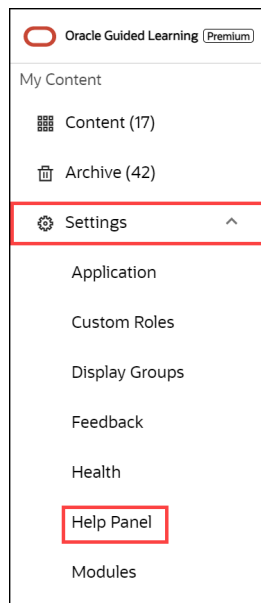 Oracle Guided Learning Premium
My Content
Content (17)
Archive (42)
Settings
Application
Custom Roles
Display Groups
Feedback
Health
Help Panel
Modules